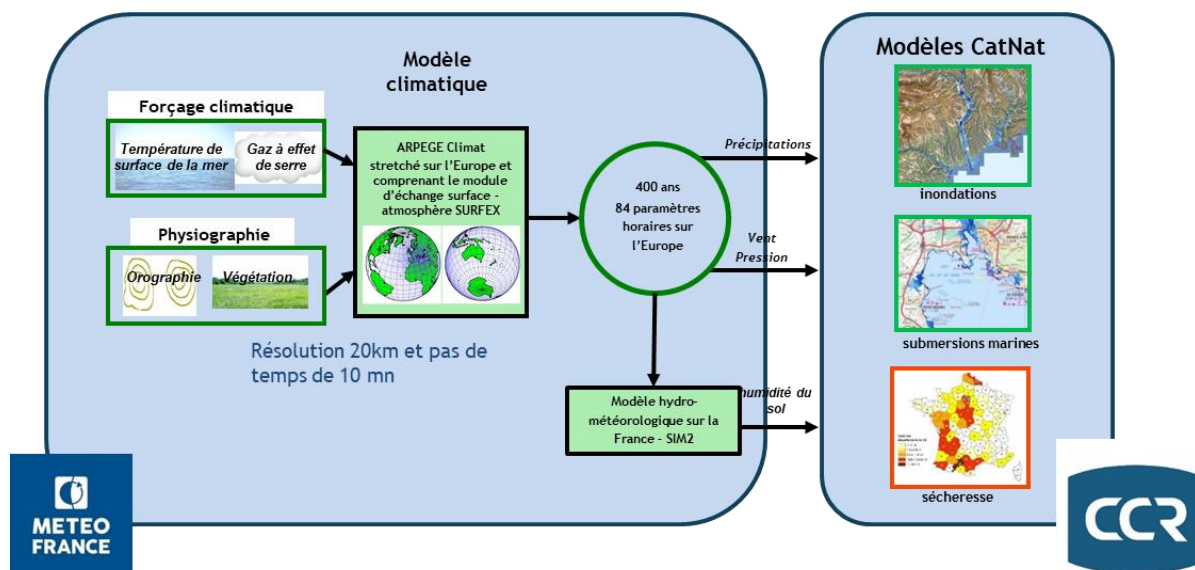 Modèle
climatique
Forçage climatique
Température de
surface de la mer
Gaz à effet
de serre
Physiographie
Orographie
Végétation
ARPEGE Climat
stretché sur l'Europe et
comprenant le module
d'échange surface -
atmosphère SURFEX
Résolution 20km et pas de
temps de 10 mn
400 ans
84 paramètres
horaires sur
l'Europe
Modèle hydro-
météorologique sur la
France - SIM2
Précipitations
Vent
Pression
humidité du
sol
Modèles CatNat
inondations
submersions marines
sécheresse
METEO
FRANCE
CCR